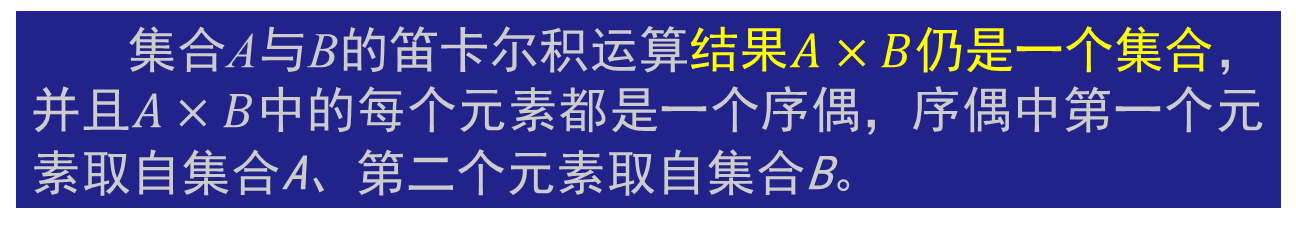 集合A与B的笛卡尔积运算结果A × B仍是一个集合，
并且A × B中的每个元素都是一个序偶，序偶中第一个元
素取自集合A、第二个元素取自集合B。